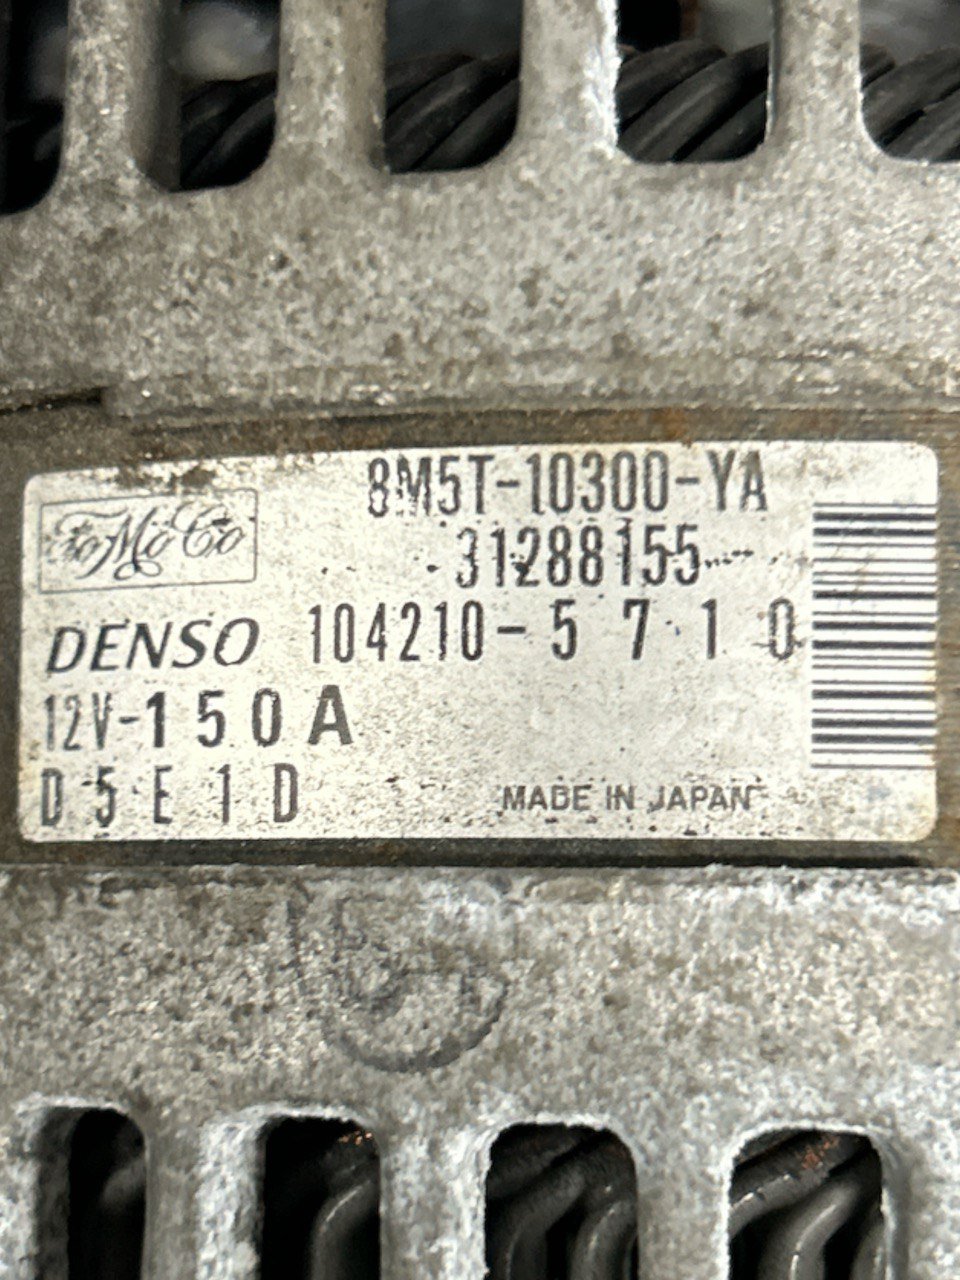 8M5T-10300-YA
FoMoCo
31288155
DENSO 104210-5710
12V-150A
D5E1D
MADE IN JAPAN